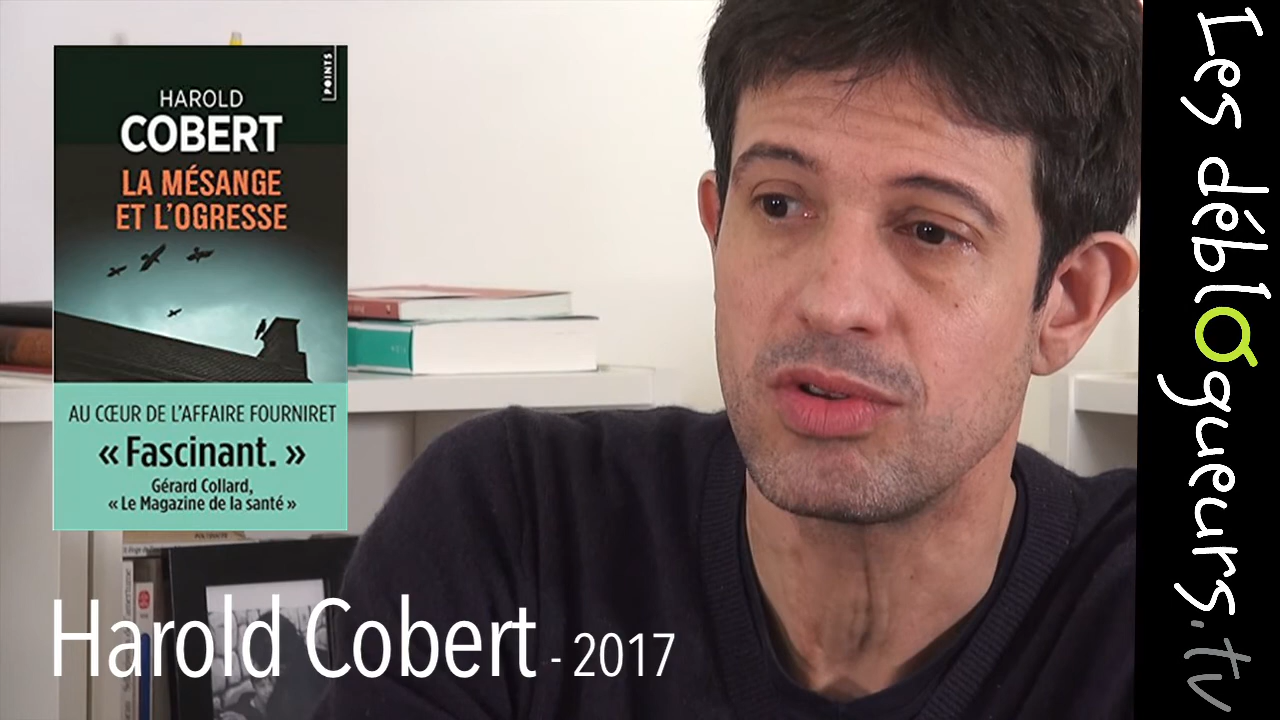 POINTS
HAROLD
COBERT
LA MÉSANGE
ET L'OGRESSE
AU CŒUR DE L'AFFAIRE FOURNIRET
« Fascinant. »
Gérard Collard,
« Le Magazine de la santé »
Harold Cobert - 2017
Les déblogueurs.tv